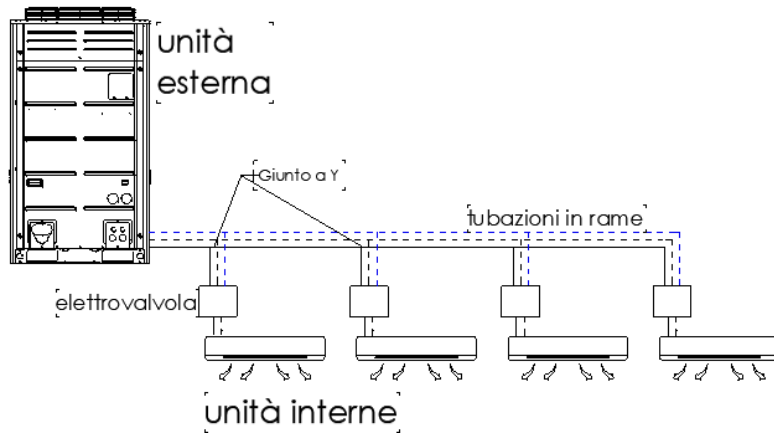 unità
esterna
Giunto a Y
tubazioni in rame
elettrovalvola
unità interne